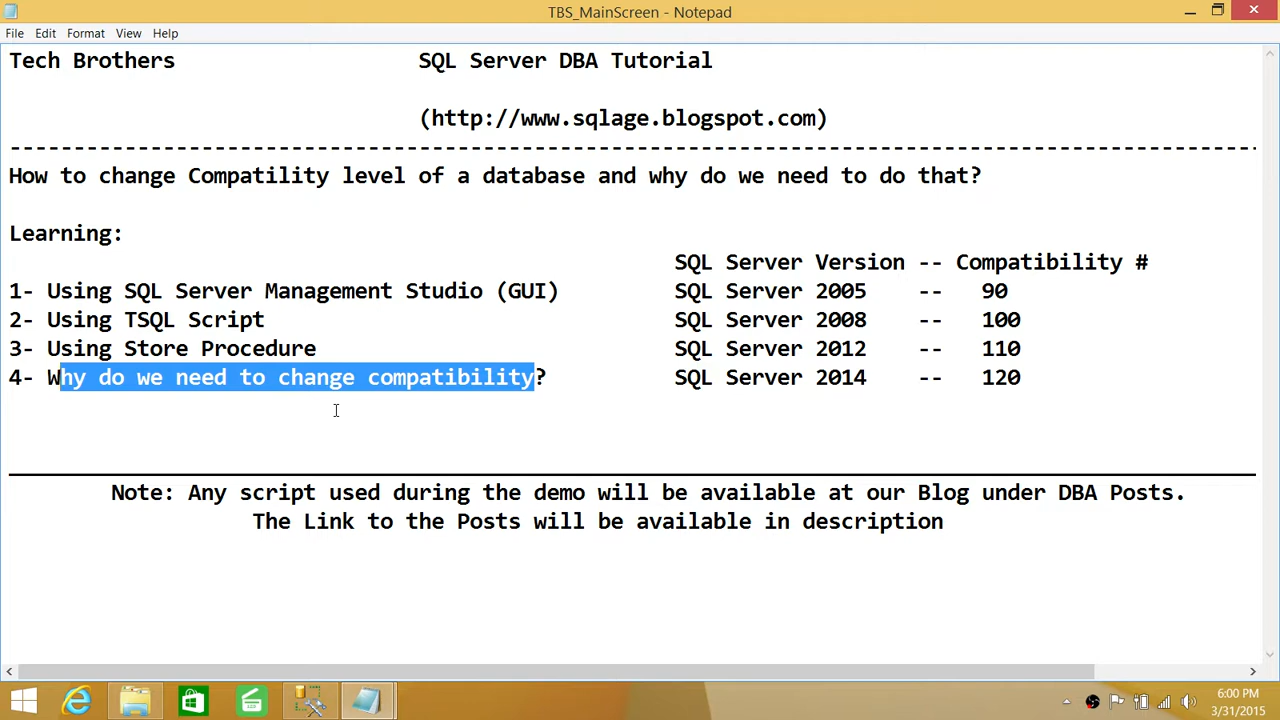 TBS_MainScreen - Notepad
File Edit Format View Help
Tech Brothers SQL Server DBA Tutorial
(http://www.sqlage.blogspot.com)
--------------------------------------------------------------------------------------------------
How to change Compatility level of a database and why do we need to do that?
Learning:
SQL Server Version -- Compatibility #
1- Using SQL Server Management Studio (GUI) SQL Server 2005 -- 90
2- Using TSQL Script SQL Server 2008 -- 100
3- Using Store Procedure SQL Server 2012 -- 110
4- Why do we need to change compatibility? SQL Server 2014 -- 120
Note: Any script used during the demo will be available at our Blog under DBA Posts.
The Link to the Posts will be available in description
6:00 PM
3/31/2015